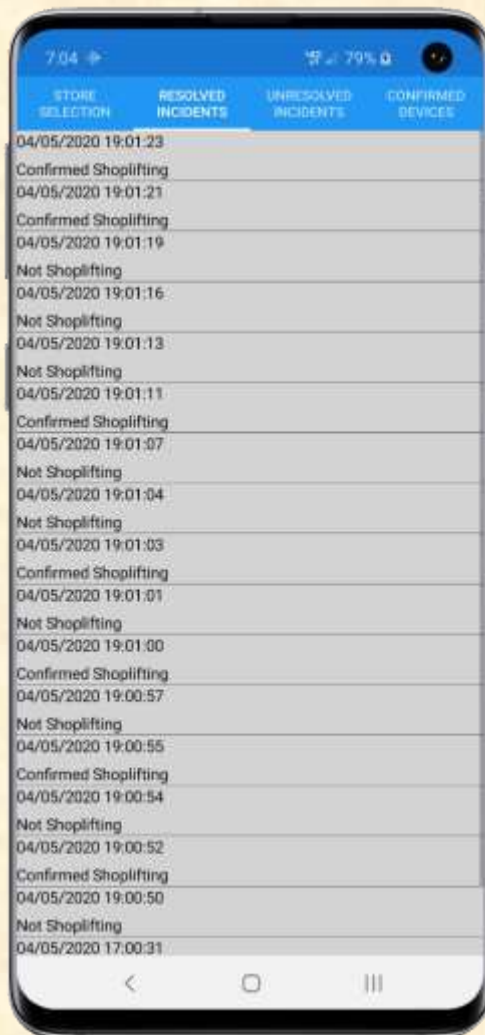 7:04
79%
STORE SELECTION
RESOLVED INCIDENTS
UNRESOLVED INCIDENTS
CONFIRMED DEVICES
04/05/2020 19:01:23
Confirmed Shoplifting
04/05/2020 19:01:21
Confirmed Shoplifting
04/05/2020 19:01:19
Not Shoplifting
04/05/2020 19:01:16
Not Shoplifting
04/05/2020 19:01:13
Not Shoplifting
04/05/2020 19:01:11
Confirmed Shoplifting
04/05/2020 19:01:07
Not Shoplifting
04/05/2020 19:01:04
Not Shoplifting
04/05/2020 19:01:03
Confirmed Shoplifting
04/05/2020 19:01:01
Not Shoplifting
04/05/2020 19:01:00
Confirmed Shoplifting
04/05/2020 19:00:57
Not Shoplifting
04/05/2020 19:00:55
Confirmed Shoplifting
04/05/2020 19:00:54
Not Shoplifting
04/05/2020 19:00:52
Confirmed Shoplifting
04/05/2020 19:00:50
Not Shoplifting
04/05/2020 17:00:31